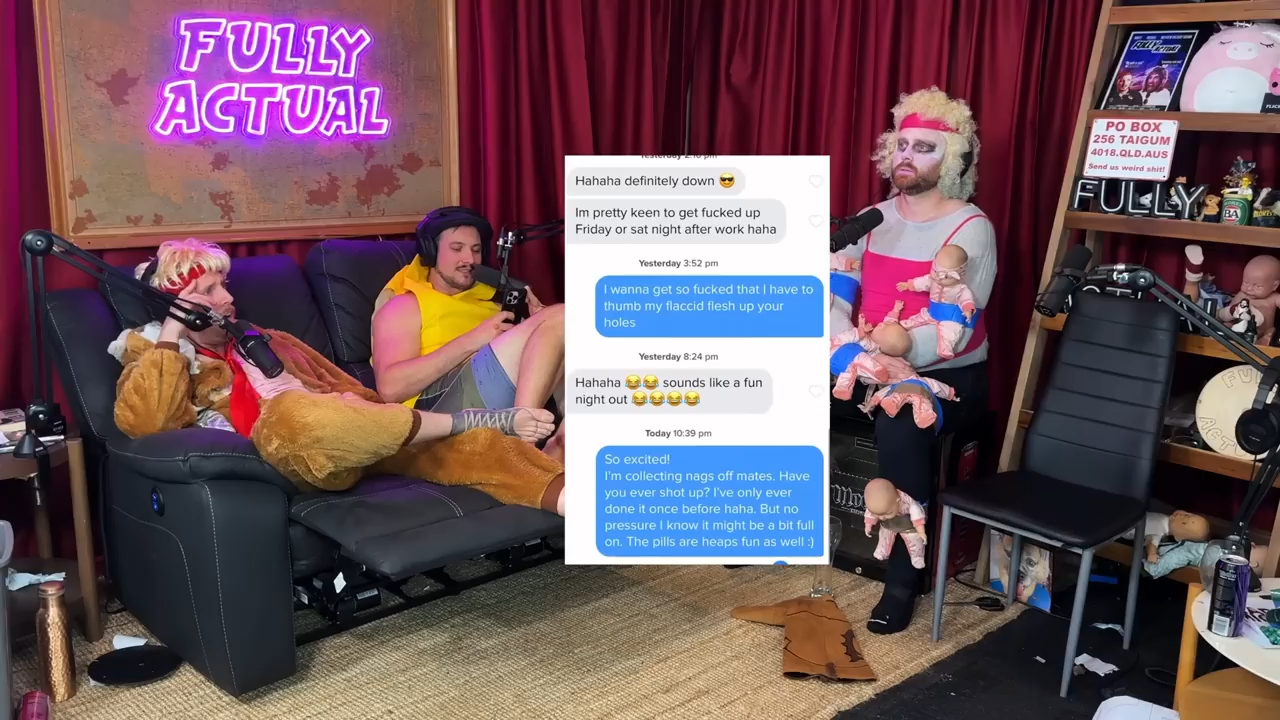 FULLY
ACTUAL
Yesterday 2:10 pm
Hahaha definitely down 😎
Im pretty keen to get fucked up
Friday or sat night after work haha
Yesterday 3:52 pm
I wanna get so fucked that I have to
thumb my flaccid flesh up your
holes
Yesterday 8:24 pm
Hahaha 😂😂 sounds like a fun
night out 😂😂😂😂
Today 10:39 pm
So excited!
I'm collecting nags off mates. Have
you ever shot up? I've only ever
done it once before haha. But no
pressure I know it might be a bit full
on. The pills are heaps fun as well :)
PO BOX
256 TAIGUM
4018.QLD.AUS
Send us weird shit!
FULLY